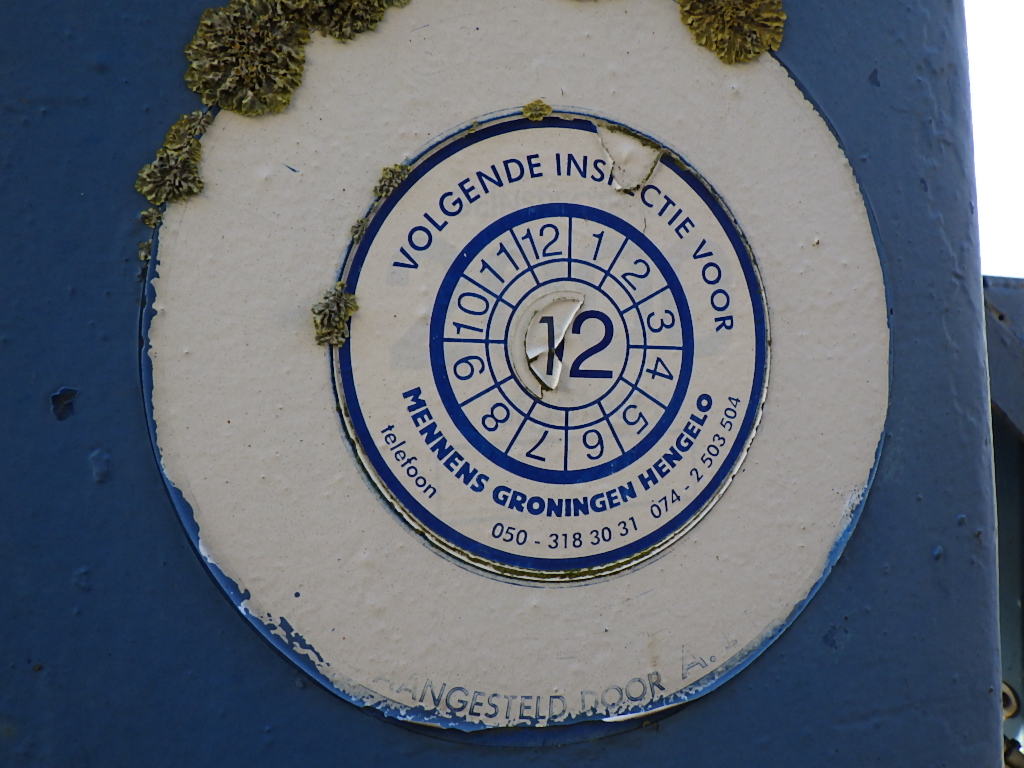 VOLGENDE INSPECTIE VOOR
12 1 2 3 4 5 6 7 8 9 10 11
12
MENNENS GRONINGEN HENGELO
telefoon 050 - 318 30 31 074 - 2 503 504
AANGESTELD DOOR A.